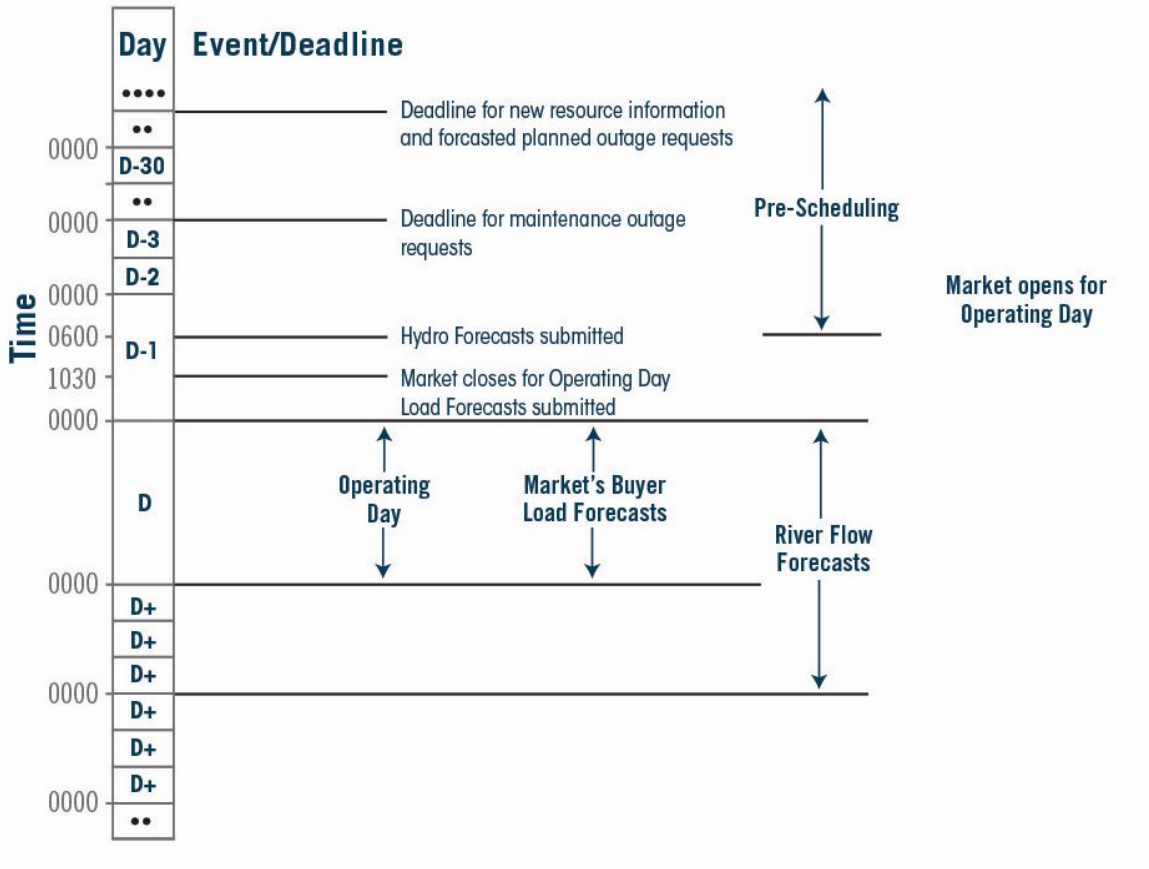 Day Event/Deadline
••••
Deadline for new resource information
and forcasted planned outage requests
••
0000
D-30
••
0000
Deadline for maintenance outage
requests
Pre-Scheduling
D-3
D-2
0000
Market opens for
Operating Day
Time
0600
Hydro Forecasts submitted
D-1
1030
Market closes for Operating Day
Load Forecasts submitted
0000
Operating
Day
Market's Buyer
Load Forecasts
D
River Flow
Forecasts
0000
D+
D+
D+
0000
D+
D+
D+
0000
••